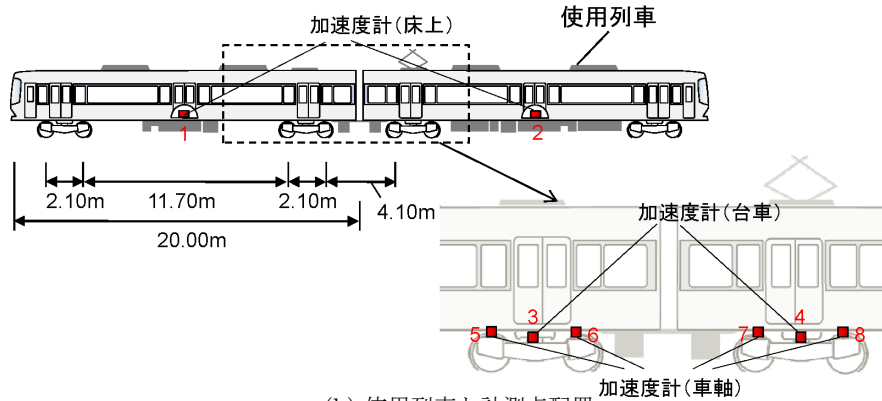 加速度計(床上)
使用列車
1
2
2.10m
11.70m
2.10m
4.10m
20.00m
加速度計(台車)
3
4
5
6
7
8
加速度計(車軸)